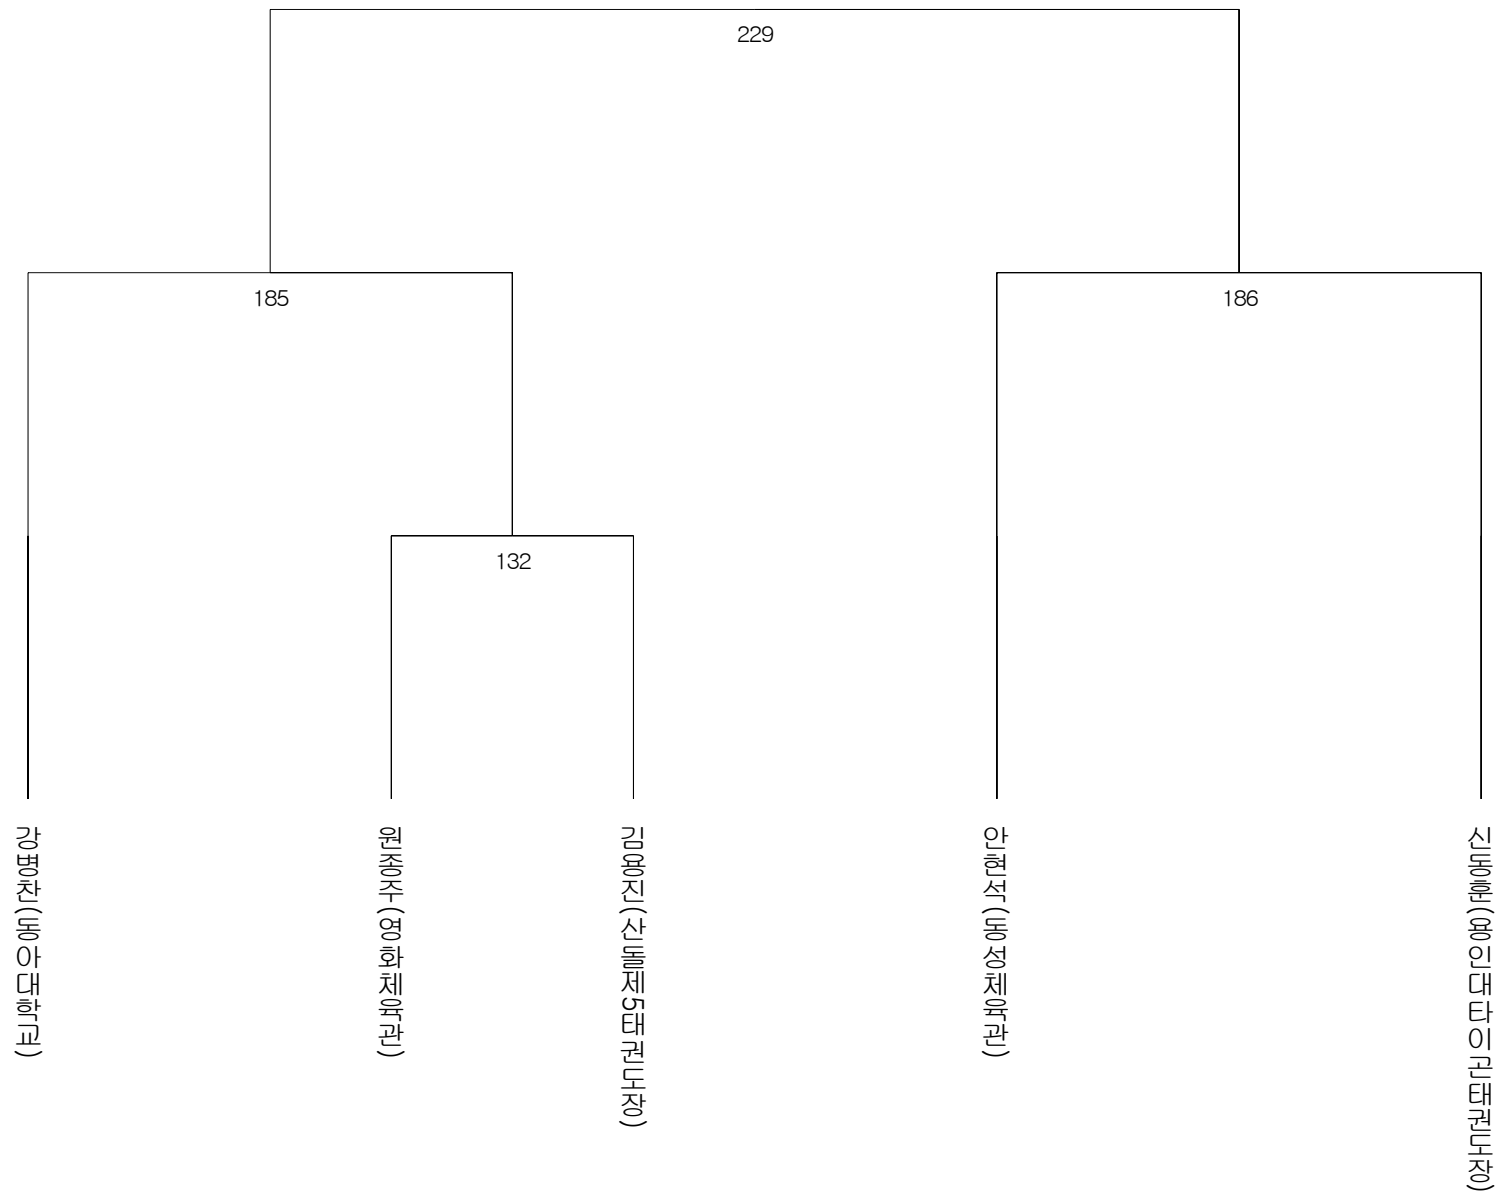 229
185
186
132
강병찬(동아대학교)
원종주(영화체육관)
김용진(산돌제5태권도장)
안현석(동성체육관)
신동훈(용인대타이곤태권도장)